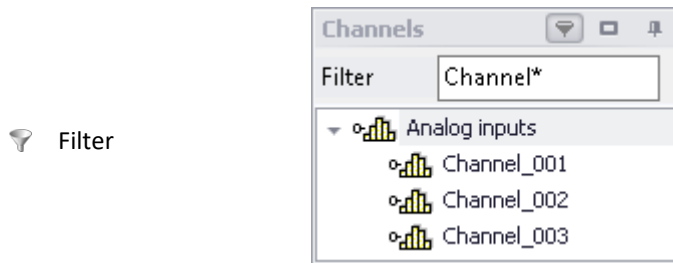 Filter
Channels
Filter Channel*
Analog inputs
Channel_001
Channel_002
Channel_003